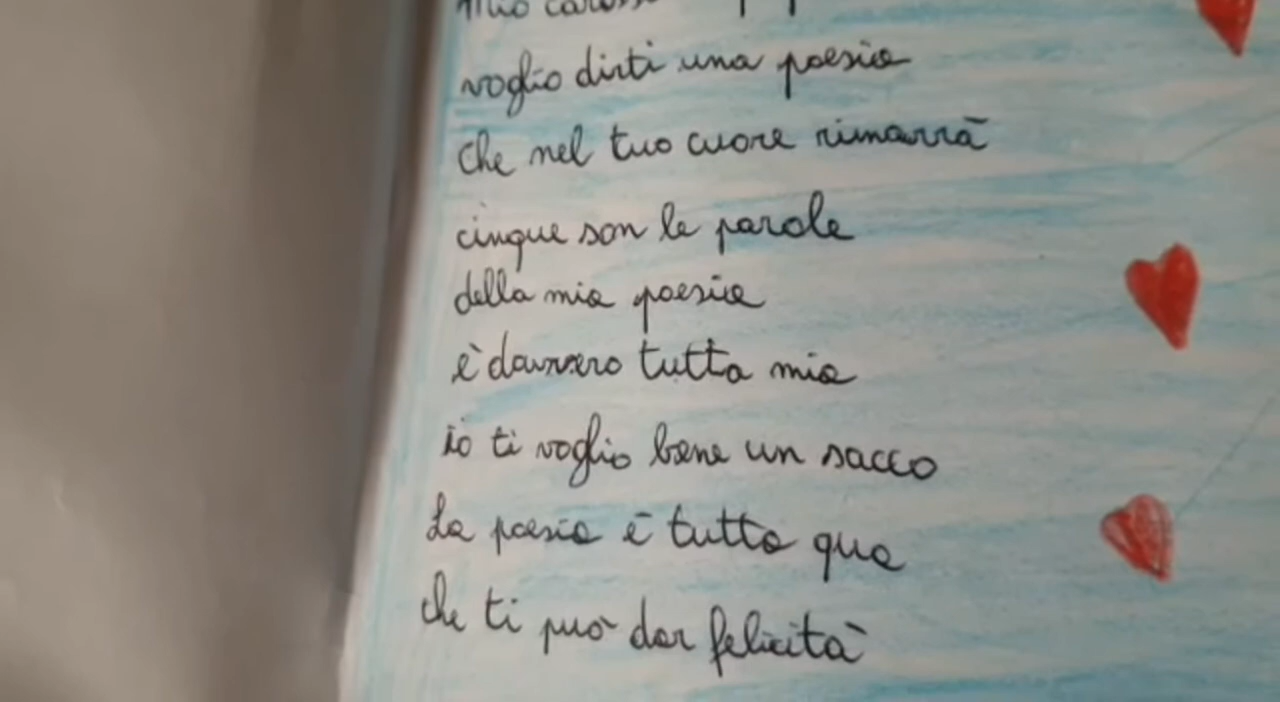 voglio dirti una poesia
che nel tuo cuore rimarrà
cinque son le parole
della mia poesia
è davvero tutta mia
io ti voglio bene un sacco
La poesia è tutta qua
che ti può dar felicità